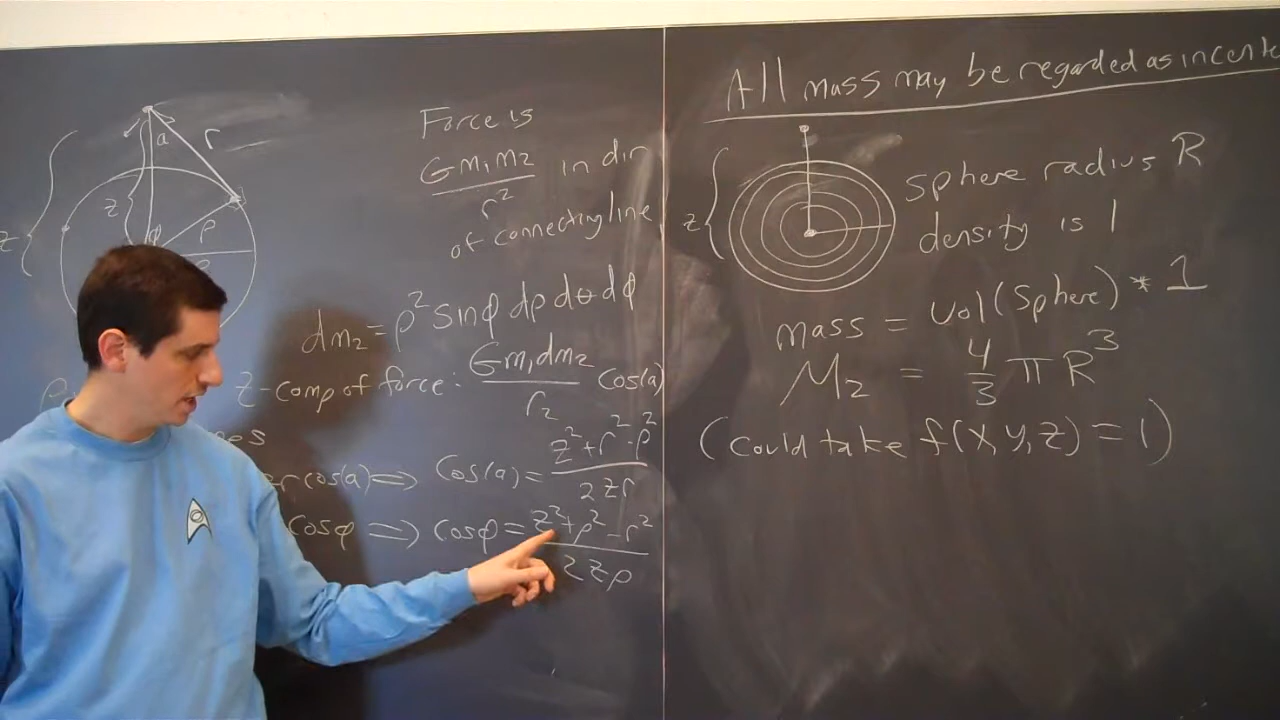 a
r
z
ρ
φ
z
Force is
Gm₁m₂ / r² in dir
of connecting line
dm₂ = ρ² sinφ dρ dθ dφ
z-comp of force: Gm₁dm₂ / r₂ cos(a)
cos(a) ⟹ cos(a) = z²+r²-ρ² / 2zr
cosφ ⟹ cosφ = z²+ρ²-r² / 2zρ
All mass may be regarded as in cente
z
sphere radius R
density is 1
mass = vol(sphere) * 1
M₂ = 4/3 π R³
(could take f(x,y,z) = 1)